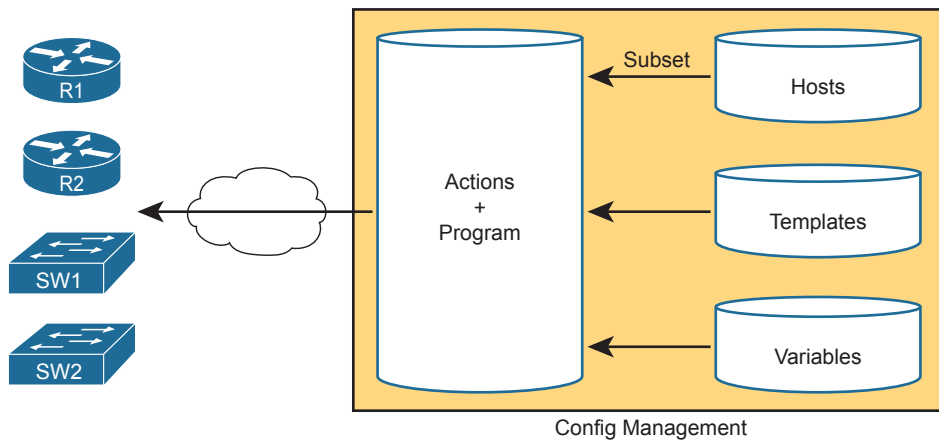 R1
R2
SW1
SW2
Actions
+
Program
Subset
Hosts
Templates
Variables
Config Management